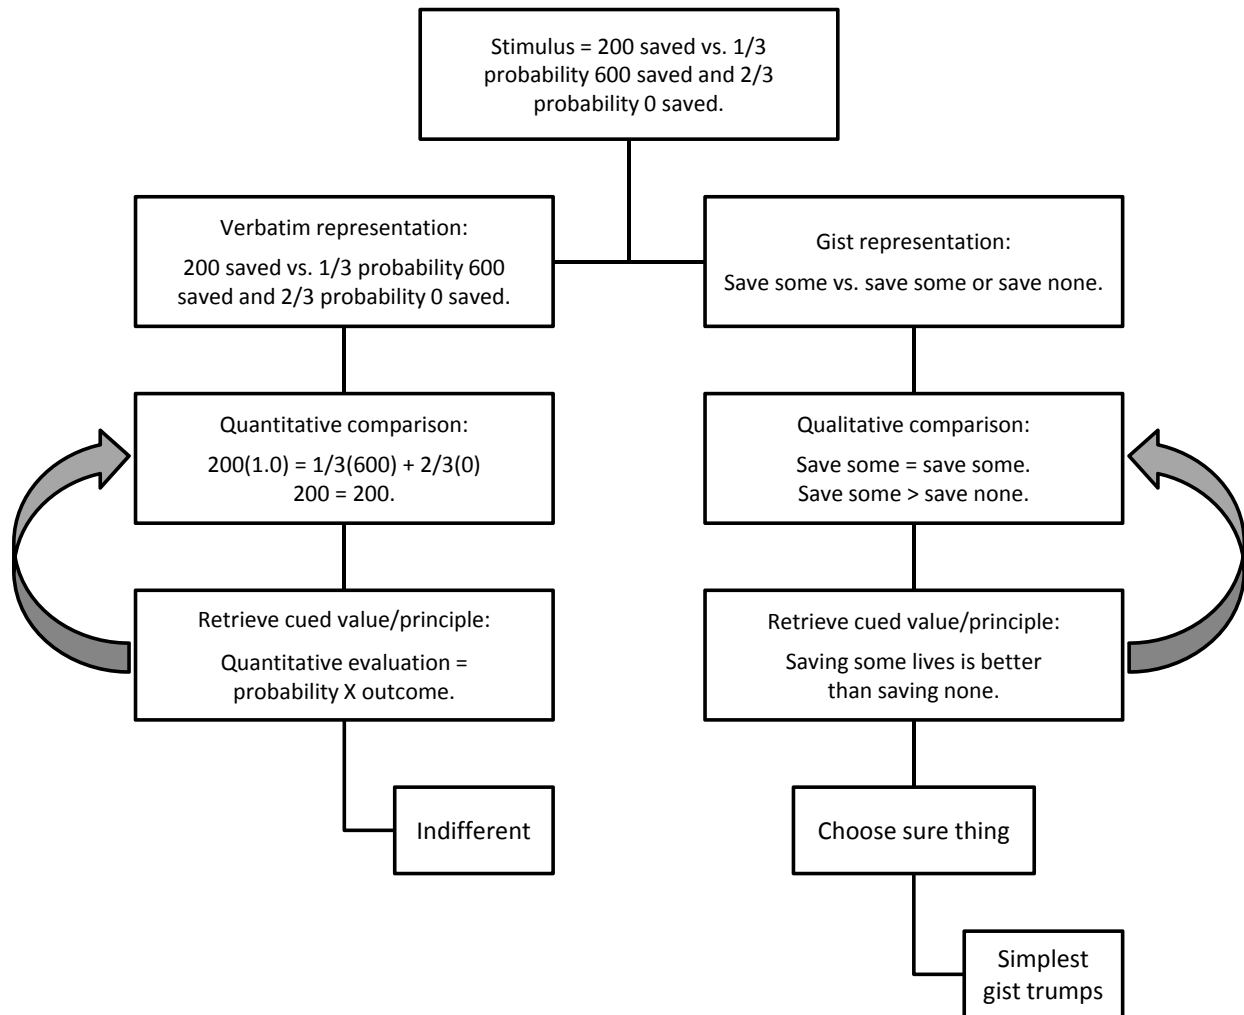 Stimulus = 200 saved vs. 1/3
probability 600 saved and 2/3
probability 0 saved.
Verbatim representation:
200 saved vs. 1/3 probability 600
saved and 2/3 probability 0 saved.
Gist representation:
Save some vs. save some or save none.
Quantitative comparison:
200(1.0) = 1/3(600) + 2/3(0)
200 = 200.
Qualitative comparison:
Save some = save some.
Save some > save none.
Retrieve cued value/principle:
Quantitative evaluation =
probability X outcome.
Retrieve cued value/principle:
Saving some lives is better
than saving none.
Indifferent
Choose sure thing
Simplest
gist trumps